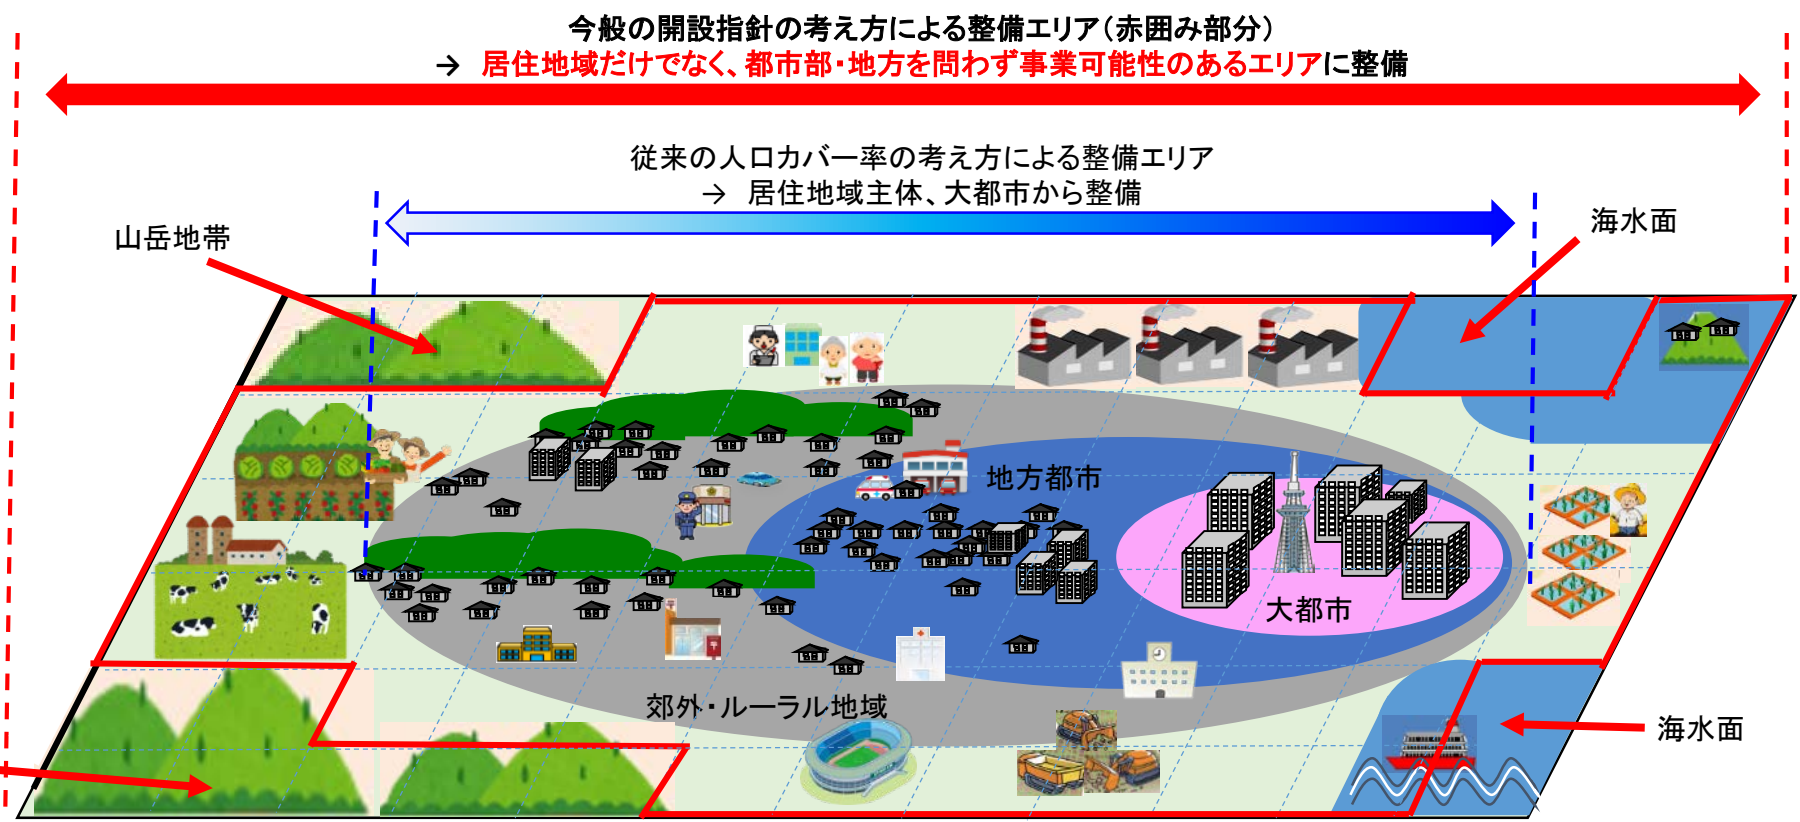 今般の開設指針の考え方による整備エリア（赤囲み部分）
→ 居住地域だけでなく、都市部・地方を問わず事業可能性のあるエリアに整備
従来の人口カバー率の考え方による整備エリア
→ 居住地域主体、大都市から整備
山岳地帯
海水面
地方都市
大都市
郊外・ルーラル地域
海水面